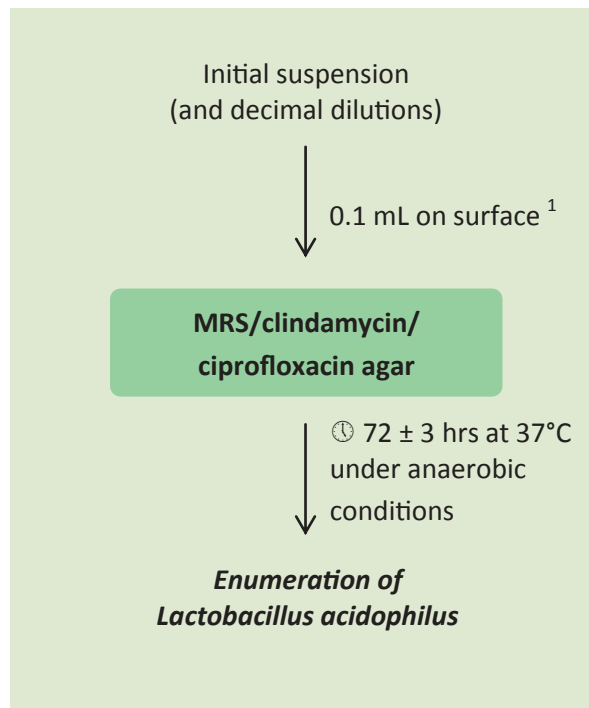 Initial suspension
(and decimal dilutions)
0.1 mL on surface 1
MRS/clindamycin/
ciprofloxacin agar
72 ± 3 hrs at 37°C
under anaerobic
conditions
Enumeration of
Lactobacillus acidophilus